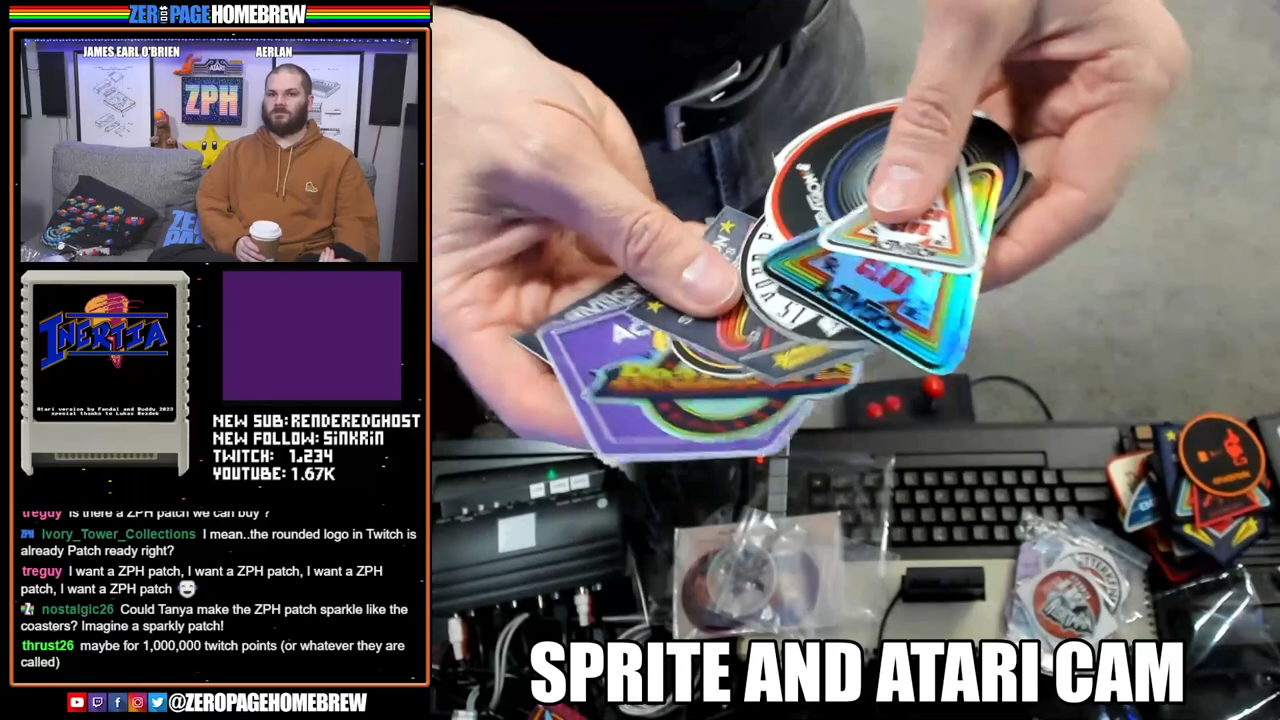 ZERO PAGE HOMEBREW
JAMES EARL O'BRIEN
AERLAN
ATARI
ZPH
INERTIA
Atari version by Fandal and Buddy 2023
special thanks to Lukas Bezdek
NEW SUB: RENDEREDGHOST
NEW FOLLOW: SINKRIN
TWITCH: 1,234
YOUTUBE: 1.67K
treguy Is there a ZPH patch we can buy ?
Ivory_Tower_Collections I mean..the rounded logo in Twitch is
already Patch ready right?
treguy I want a ZPH patch, I want a ZPH patch, I want a ZPH
patch, I want a ZPH patch
nostalgic26 Could Tanya make the ZPH patch sparkle like the
coasters? Imagine a sparkly patch!
thrust26 maybe for 1,000,000 twitch points (or whatever they are
called)
@ZEROPAGEHOMEBREW
SPRITE AND ATARI CAM